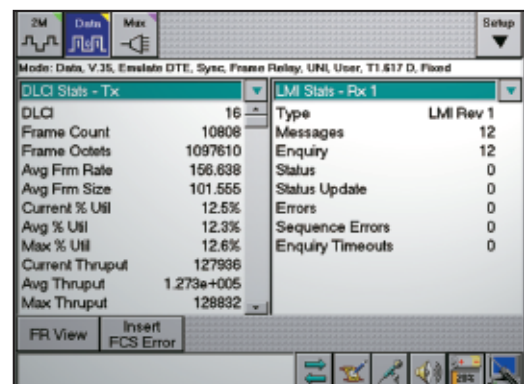 2M Data Mux Setup
Mode: Data, V.35, Emulate DTE, Sync, Frame Relay, UNI, User, T1.617 D, Fixed
DLCI Stats - Tx
DLCI 16
Frame Count 10808
Frame Octets 1097610
Avg Frm Rate 156.638
Avg Frm Size 101.555
Current % Util 12.5%
Avg % Util 12.3%
Max % Util 12.6%
Current Thruput 127936
Avg Thruput 1.273e+005
Max Thruput 128832
LMI Stats - Rx 1
Type LMI Rev 1
Messages 12
Enquiry 12
Status 0
Status Update 0
Errors 0
Sequence Errors 0
Enquiry Timeouts 0
FR View
Insert
FCS Error